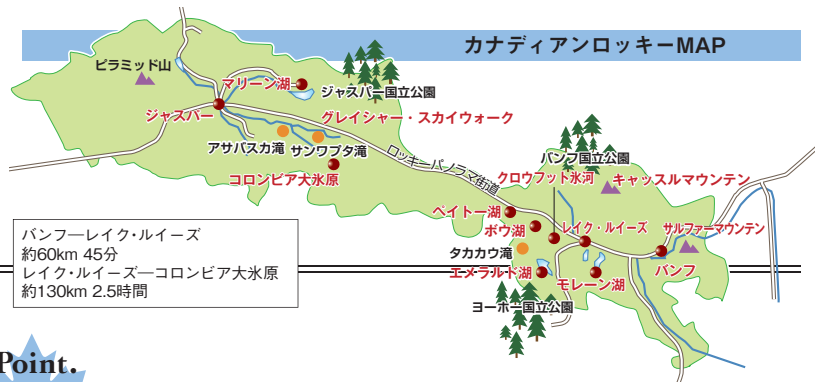 カナディアンロッキーMAP
ピラミッド山
マリーン湖
ジャスパー国立公園
ジャスパー
グレイシャー・スカイウォーク
アサバスカ滝
サンワプタ滝
コロンビア大氷原
ロッキーパノラマ街道
バンフ国立公園
クロウフット氷河
キャッスルマウンテン
ペイトー湖
ボウ湖
レイク・ルイーズ
サルファーマウンテン
タカカウ滝
エメラルド湖
モレーン湖
バンフ
ヨーホー国立公園
バンフ―レイク・ルイーズ
約60km 45分
レイク・ルイーズ―コロンビア大氷原
約130km 2.5時間
Point.